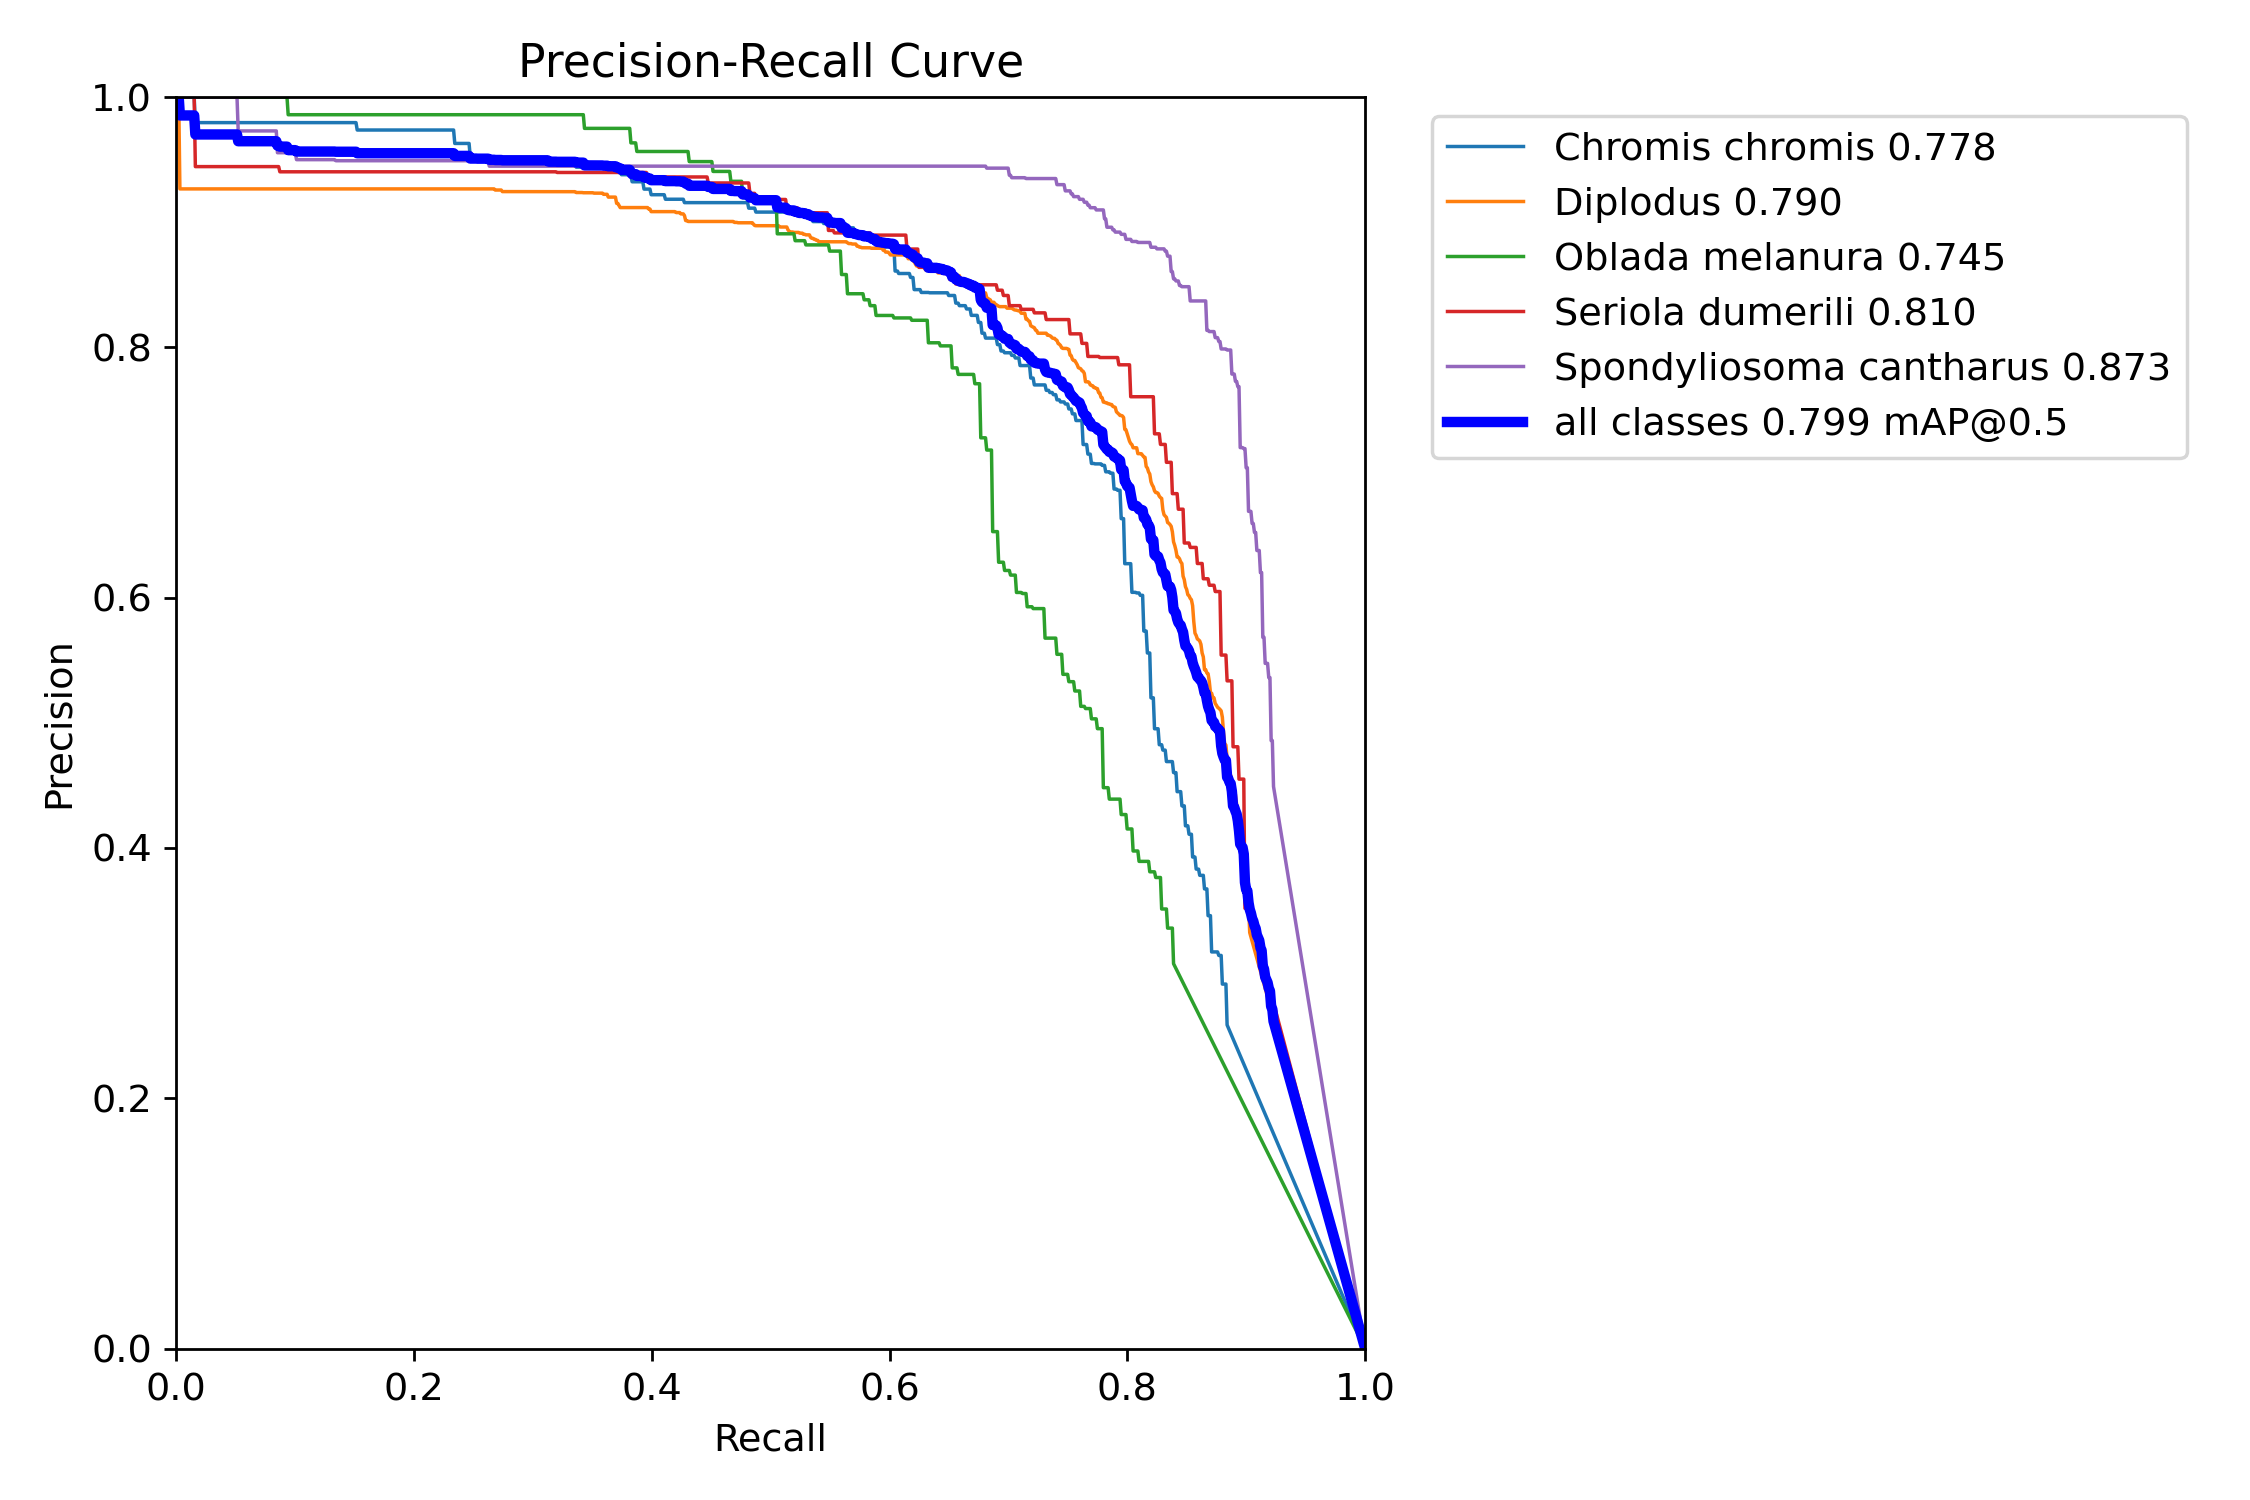 Precision-Recall Curve
1.0
0.8
0.6
0.4
0.2
0.0
Precision
0.0 0.2 0.4 0.6 0.8 1.0
Recall
Chromis chromis 0.778
Diplodus 0.790
Oblada melanura 0.745
Seriola dumerili 0.810
Spondyliosoma cantharus 0.873
all classes 0.799 mAP@0.5